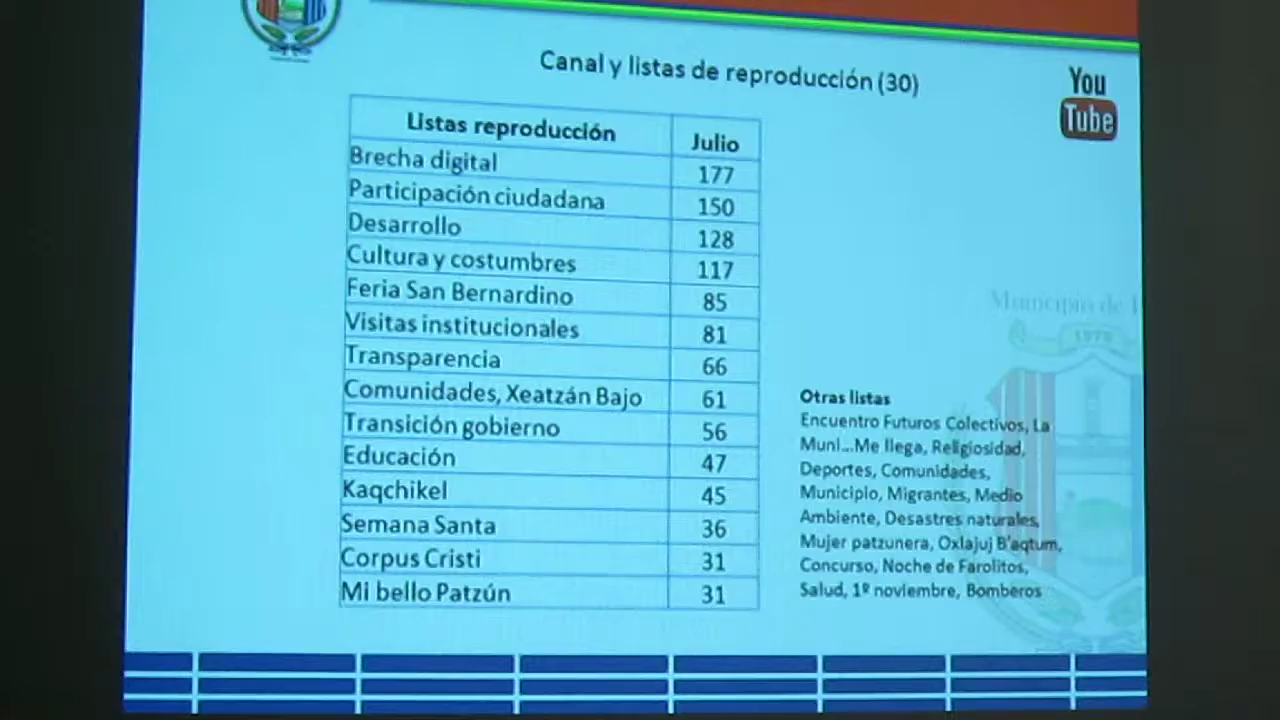 Canal y listas de reproducción (30)
You
Tube
Listas reproducción Julio
Brecha digital 177
Participación ciudadana 150
Desarrollo 128
Cultura y costumbres 117
Feria San Bernardino 85
Visitas institucionales 81
Transparencia 66
Comunidades, Xeatzán Bajo 61
Transición gobierno 56
Educación 47
Kaqchikel 45
Semana Santa 36
Corpus Cristi 31
Mi bello Patzún 31
Municipio de
Otras listas
Encuentro Futuros Colectivos, La
Muni...Me llega, Religiosidad,
Deportes, Comunidades,
Municipio, Migrantes, Medio
Ambiente, Desastres naturales,
Mujer patzunera, Oxlajuj B'aqtum,
Concurso, Noche de Farolitos,
Salud, 1º noviembre, Bomberos